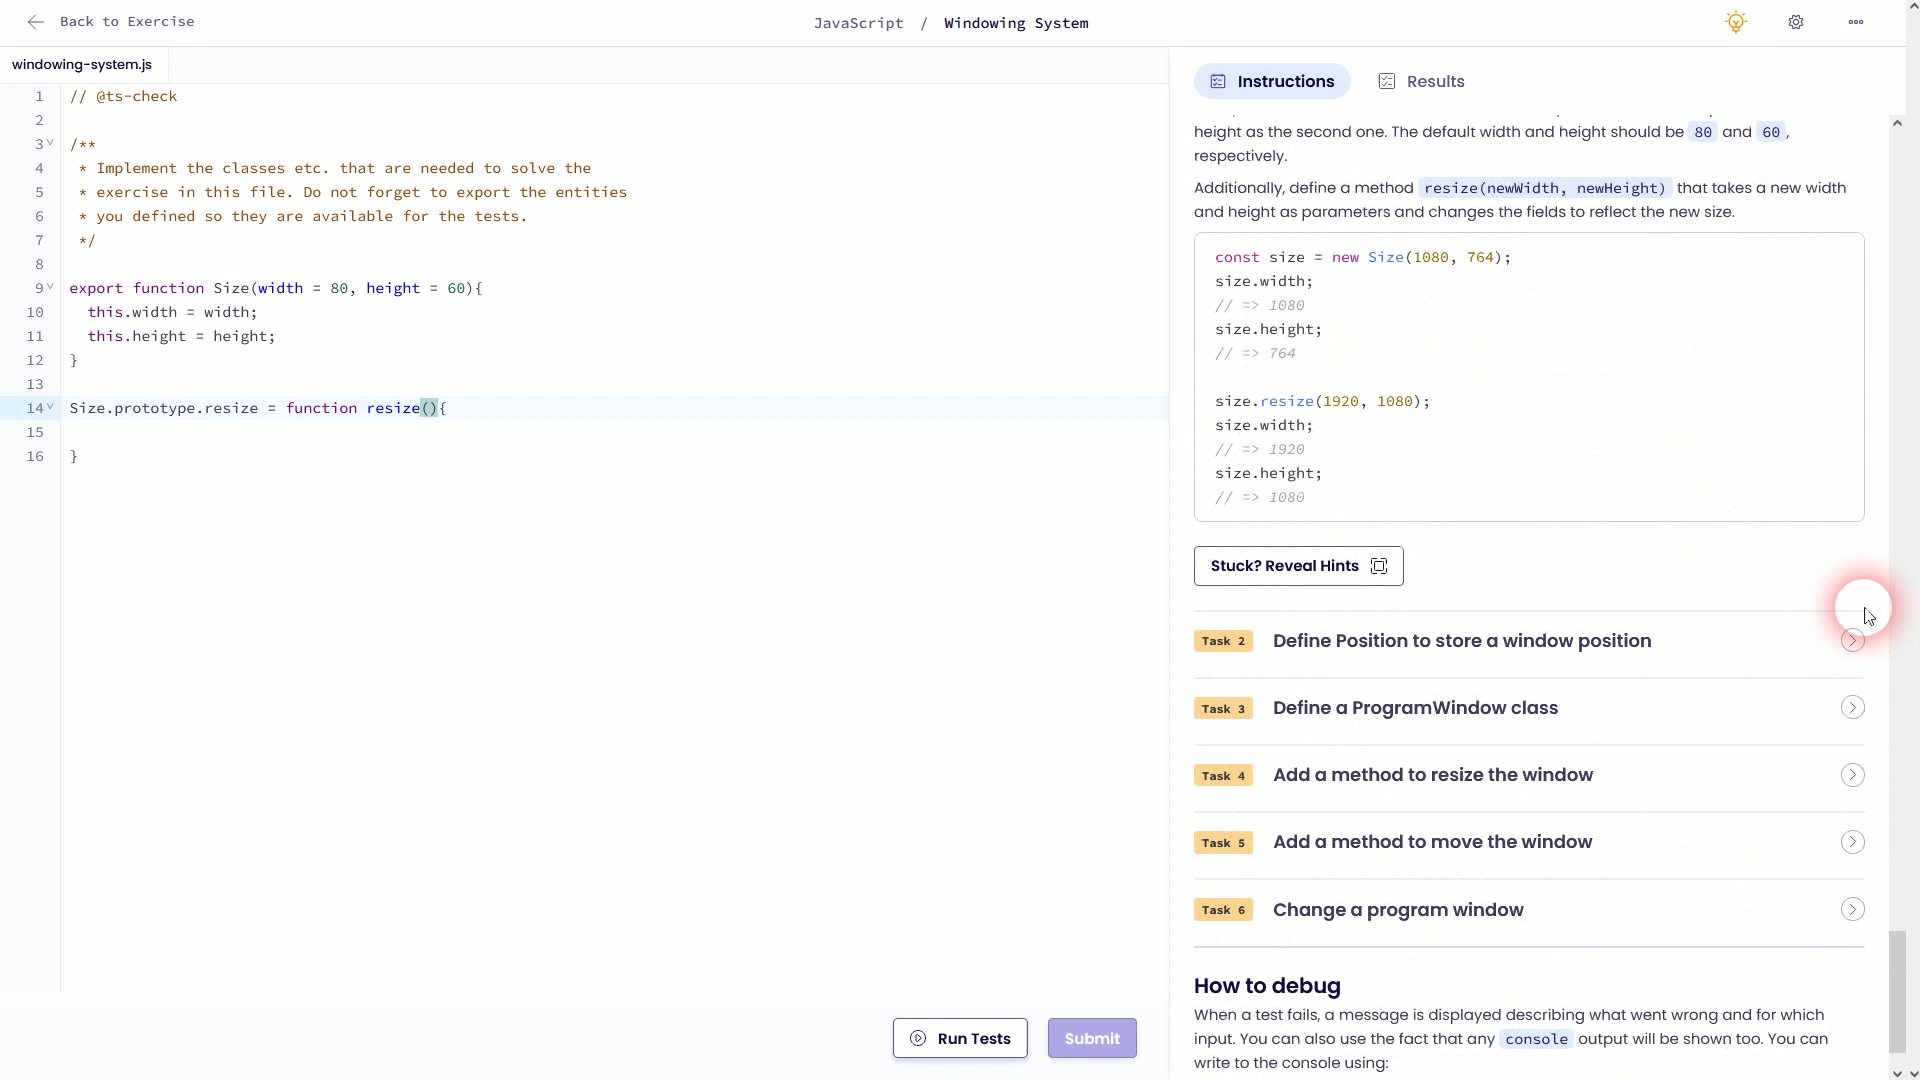 Back to Exercise
JavaScript / Windowing System
windowing-system.js
1 // @ts-check
2
3 /**
4 * Implement the classes etc. that are needed to solve the
5 * exercise in this file. Do not forget to export the entities
6 * you defined so they are available for the tests.
7 */
8
9 export function Size(width = 80, height = 60){
10 this.width = width;
11 this.height = height;
12 }
13
14 Size.prototype.resize = function resize(){
15
16 }
Run Tests
Submit
Instructions
Results
height as the second one. The default width and height should be 80 and 60,
respectively.
Additionally, define a method resize(newWidth, newHeight) that takes a new width
and height as parameters and changes the fields to reflect the new size.
const size = new Size(1080, 764);
size.width;
// => 1080
size.height;
// => 764
size.resize(1920, 1080);
size.width;
// => 1920
size.height;
// => 1080
Stuck? Reveal Hints
Task 2 Define Position to store a window position
Task 3 Define a ProgramWindow class
Task 4 Add a method to resize the window
Task 5 Add a method to move the window
Task 6 Change a program window
How to debug
When a test fails, a message is displayed describing what went wrong and for which
input. You can also use the fact that any console output will be shown too. You can
write to the console using: